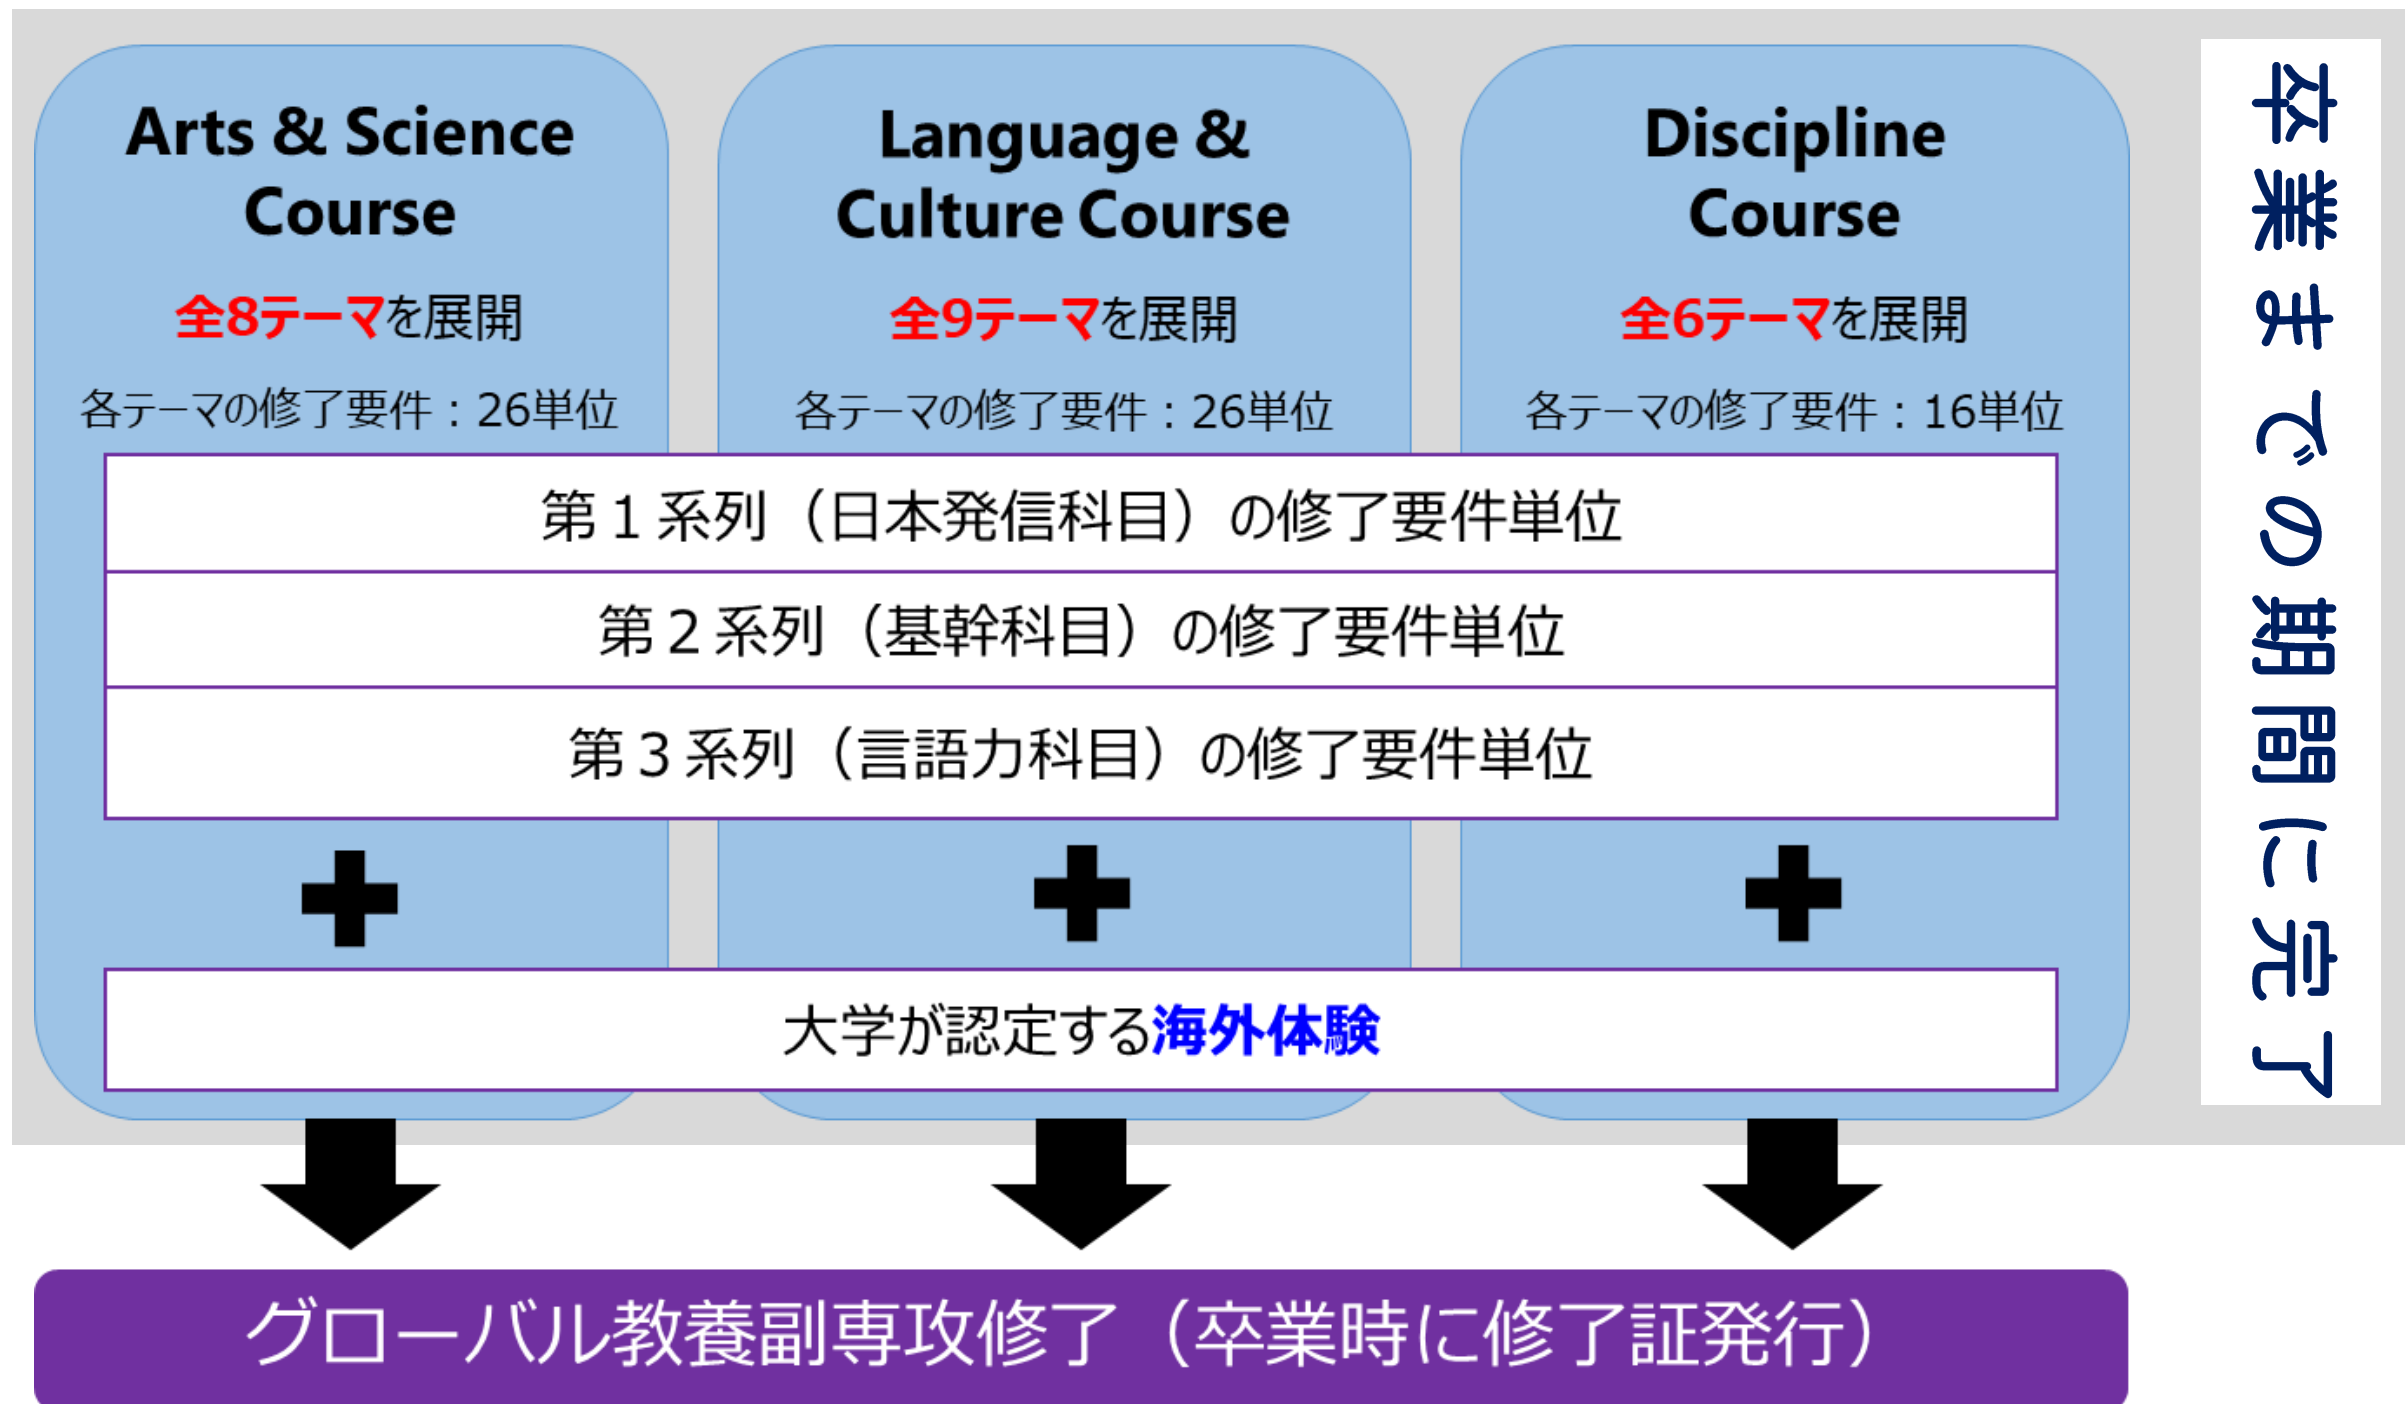 Arts & Science
Course
全8テーマを展開
各テーマの修了要件：26単位
Language &
Culture Course
全9テーマを展開
各テーマの修了要件：26単位
Discipline
Course
全6テーマを展開
各テーマの修了要件：16単位
第１系列（日本発信科目）の修了要件単位
第２系列（基幹科目）の修了要件単位
第３系列（言語力科目）の修了要件単位
大学が認定する海外体験
卒業までの期間に完了
グローバル教養副専攻修了（卒業時に修了証発行）